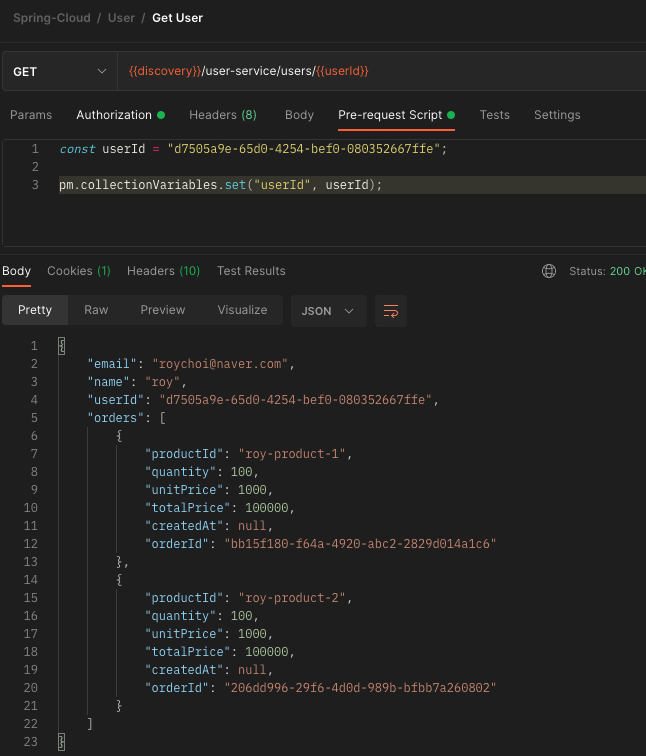 Spring-Cloud / User / Get User
GET {{discovery}}/user-service/users/{{userId}}
Params Authorization Headers (8) Body Pre-request Script Tests Settings
1 const userId = "d7505a9e-65d0-4254-bef0-080352667ffe";
2
3 pm.collectionVariables.set("userId", userId);
Body Cookies (1) Headers (10) Test Results Status: 200 OK
Pretty Raw Preview Visualize JSON
1 {
2 "email": "roychoi@naver.com",
3 "name": "roy",
4 "userId": "d7505a9e-65d0-4254-bef0-080352667ffe",
5 "orders": [
6 {
7 "productId": "roy-product-1",
8 "quantity": 100,
9 "unitPrice": 1000,
10 "totalPrice": 100000,
11 "createdAt": null,
12 "orderId": "bb15f180-f64a-4920-abc2-2829d014a1c6"
13 },
14 {
15 "productId": "roy-product-2",
16 "quantity": 100,
17 "unitPrice": 1000,
18 "totalPrice": 100000,
19 "createdAt": null,
20 "orderId": "206dd996-29f6-4d0d-989b-bfbb7a260802"
21 }
22 ]
23 }